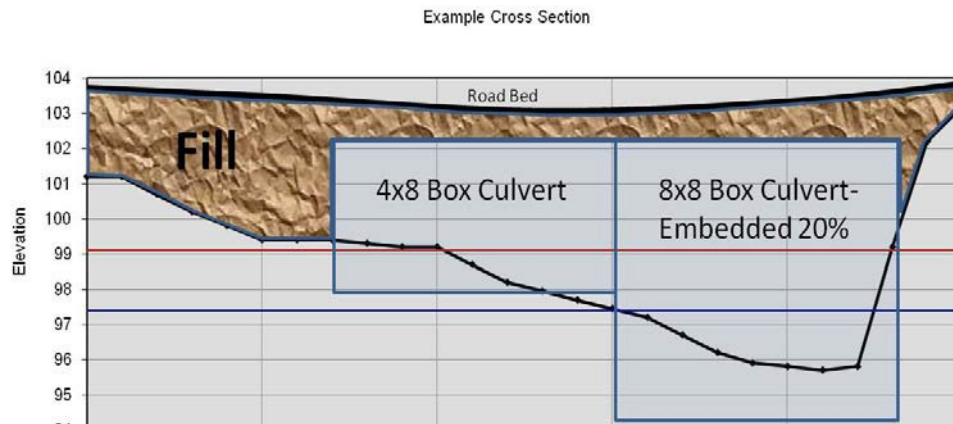 Example Cross Section
104
103
102
101
100
99
98
97
96
95
Elevation
Road Bed
Fill
4x8 Box Culvert
8x8 Box Culvert-
Embedded 20%